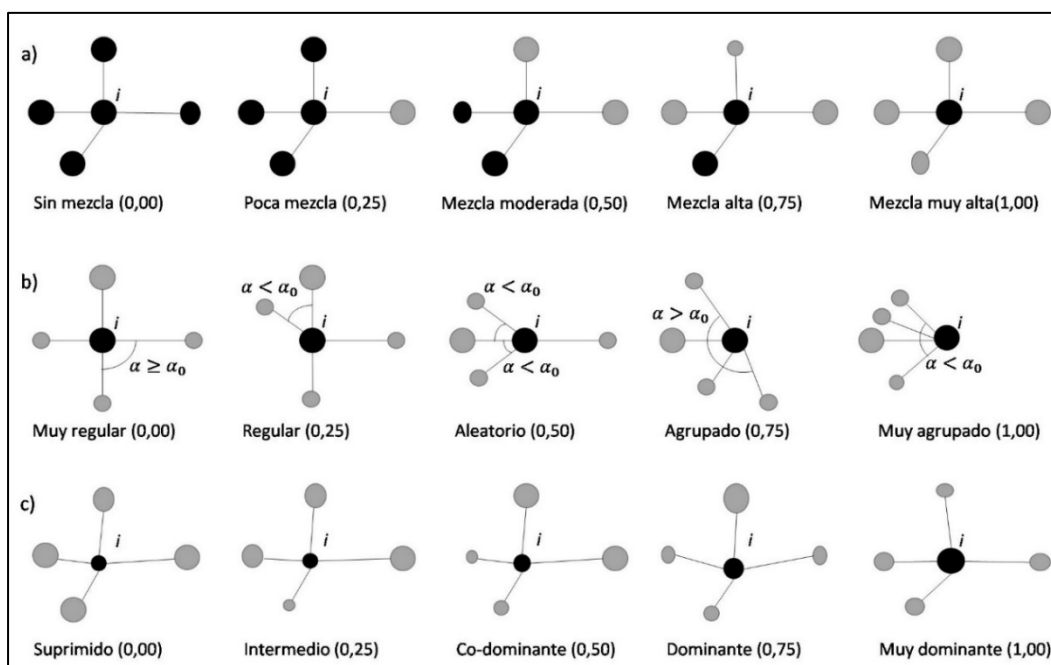 a)
i i i i i
Sin mezcla (0,00) Poca mezcla (0,25) Mezcla moderada (0,50) Mezcla alta (0,75) Mezcla muy alta(1,00)
b)
α < α₀ α < α₀ α > α₀
i i i i i
α ≥ α₀ α < α₀ α < α₀
Muy regular (0,00) Regular (0,25) Aleatorio (0,50) Agrupado (0,75) Muy agrupado (1,00)
c)
i i i i i
Suprimido (0,00) Intermedio (0,25) Co-dominante (0,50) Dominante (0,75) Muy dominante (1,00)